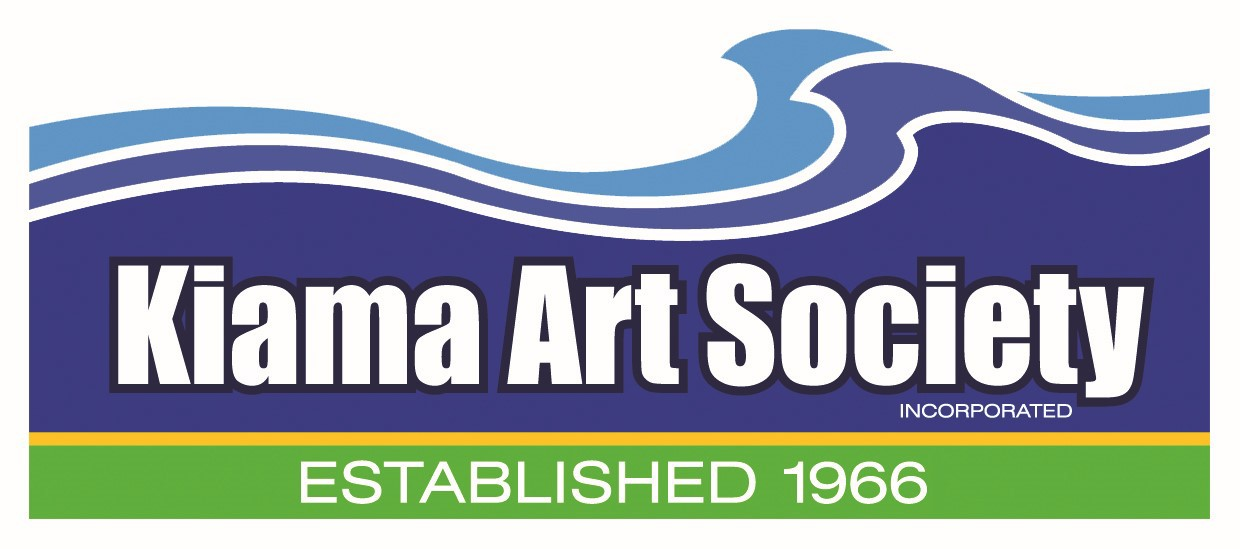 Kiama Art Society
INCORPORATED
ESTABLISHED 1966